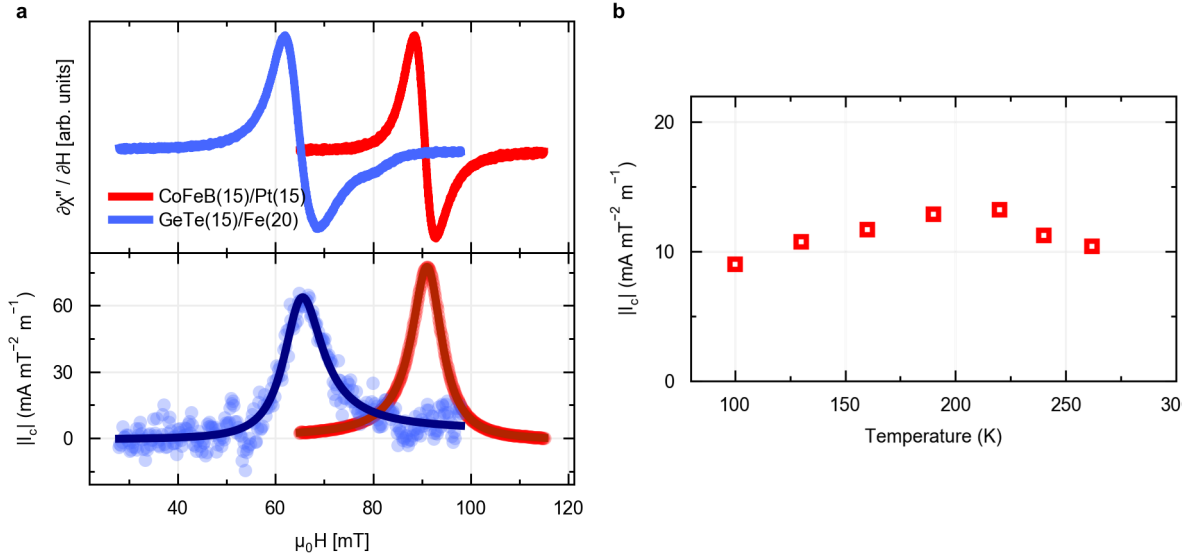 a
∂χ" / ∂H [arb. units]
CoFeB(15)/Pt(15)
GeTe(15)/Fe(20)
|I_c| (mA mT⁻² m⁻¹)
60
30
0
40
60
80
100
120
μ₀H [mT]
b
|I_c| (mA mT⁻² m⁻¹)
20
10
0
100
150
200
250
30
Temperature (K)